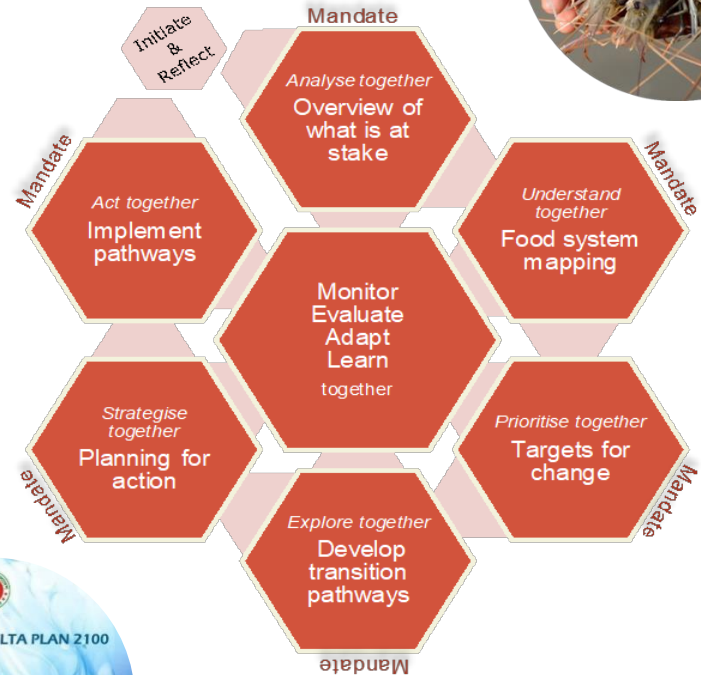 Mandate
Initiate
&
Reflect
Analyse together
Overview of
what is at
stake
Mandate
Understand
together
Food system
mapping
Mandate
Prioritise together
Targets for
change
Mandate
Explore together
Develop
transition
pathways
Mandate
Strategise
together
Planning for
action
Mandate
Act together
Implement
pathways
Monitor
Evaluate
Adapt
Learn
together
LTA PLAN 2100